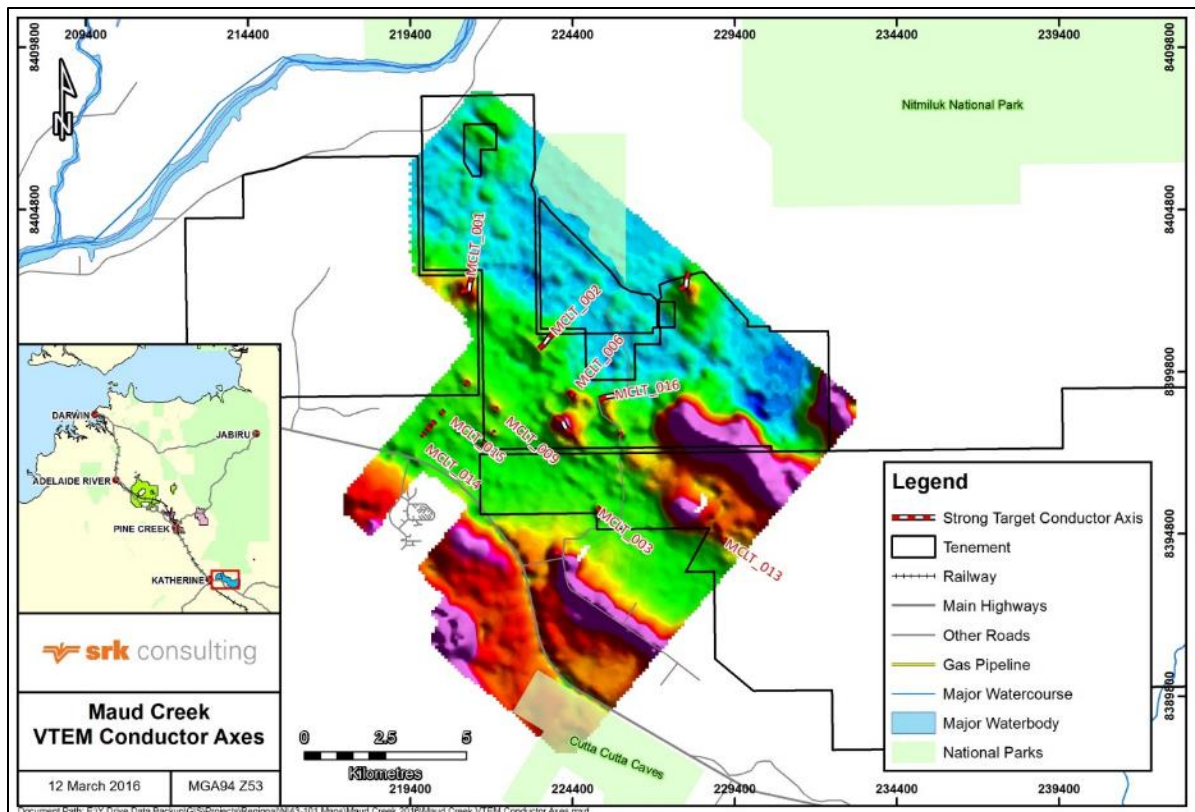 209400
214400
219400
224400
229400
234400
239400
8409800
8409800
Nitmiluk National Park
N
8404800
8404800
MCLT_001
MCLT_002
MCLT_006
MCLT_016
8399800
MCLT_009
MCLT_015
MCLT_014
MCLT_003
MCLT_013
8394800
8389800
Cutta Cutta Caves
DARWIN
JABIRU
ADELAIDE RIVER
PINE CREEK
KATHERINE
srk consulting
Maud Creek
VTEM Conductor Axes
12 March 2016
MGA94 Z53
0 2.5 5
Kilometres
Legend
Strong Target Conductor Axis
Tenement
Railway
Main Highways
Other Roads
Gas Pipeline
Major Watercourse
Major Waterbody
National Parks
219400
224400
229400
234400
239400